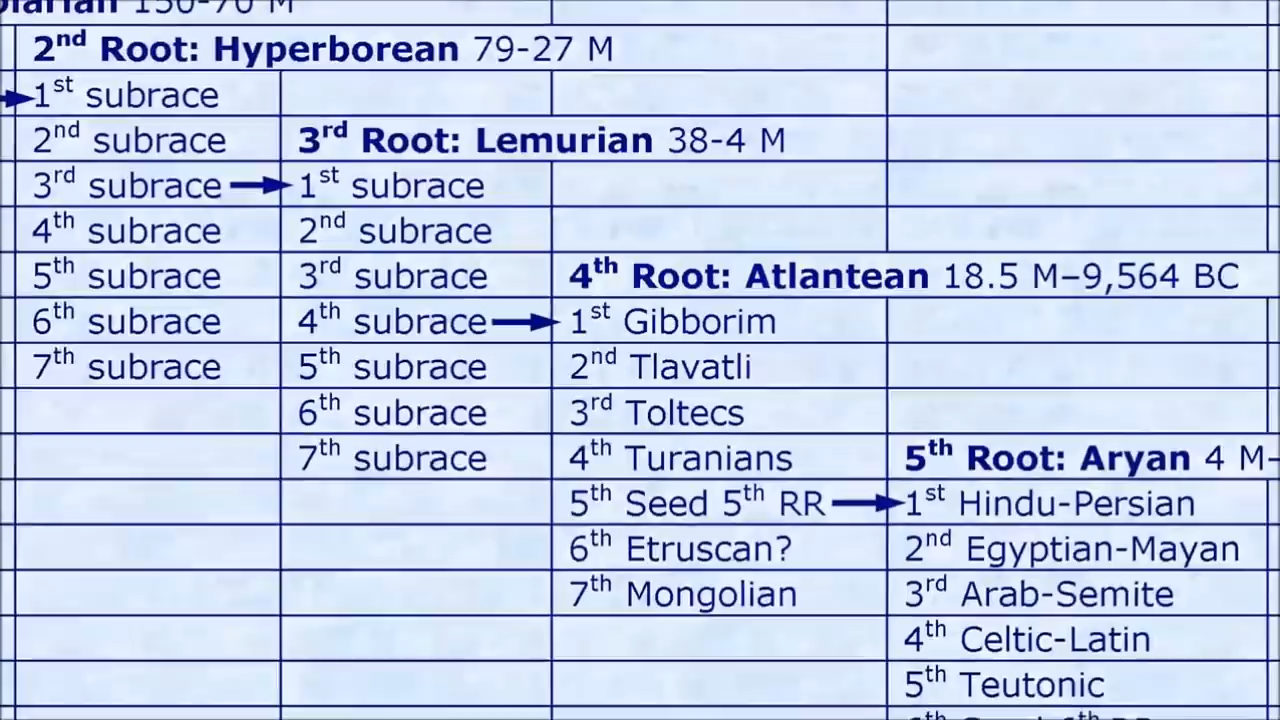 150-70 M
2nd Root: Hyperborean 79-27 M
1st subrace
2nd subrace 3rd Root: Lemurian 38-4 M
3rd subrace 1st subrace
4th subrace 2nd subrace
5th subrace 3rd subrace 4th Root: Atlantean 18.5 M–9,564 BC
6th subrace 4th subrace 1st Gibborim
7th subrace 5th subrace 2nd Tlavatli
6th subrace 3rd Toltecs
7th subrace 4th Turanians 5th Root: Aryan 4 M-
5th Seed 5th RR 1st Hindu-Persian
6th Etruscan? 2nd Egyptian-Mayan
7th Mongolian 3rd Arab-Semite
4th Celtic-Latin
5th Teutonic